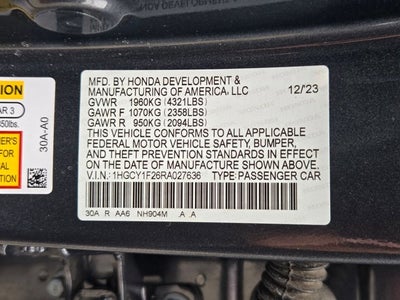 MFD. BY HONDA DEVELOPMENT &
MANUFACTURING OF AMERICA, LLC 12/'23
GVWR 1960KG (4321LBS)
GAWR F 1070KG (2358LBS)
GAWR R 950KG (2094LBS)
THIS VEHICLE CONFORMS TO ALL APPLICABLE
FEDERAL MOTOR VEHICLE SAFETY, BUMPER,
AND THEFT PREVENTION STANDARDS IN EFFECT
ON THE DATE OF MANUFACTURE SHOWN ABOVE.
V.I.N.: 1HGCY1F26RA027636 TYPE:PASSENGER CAR
30A R AA6 NH904M A A
30A-A0
AR 3